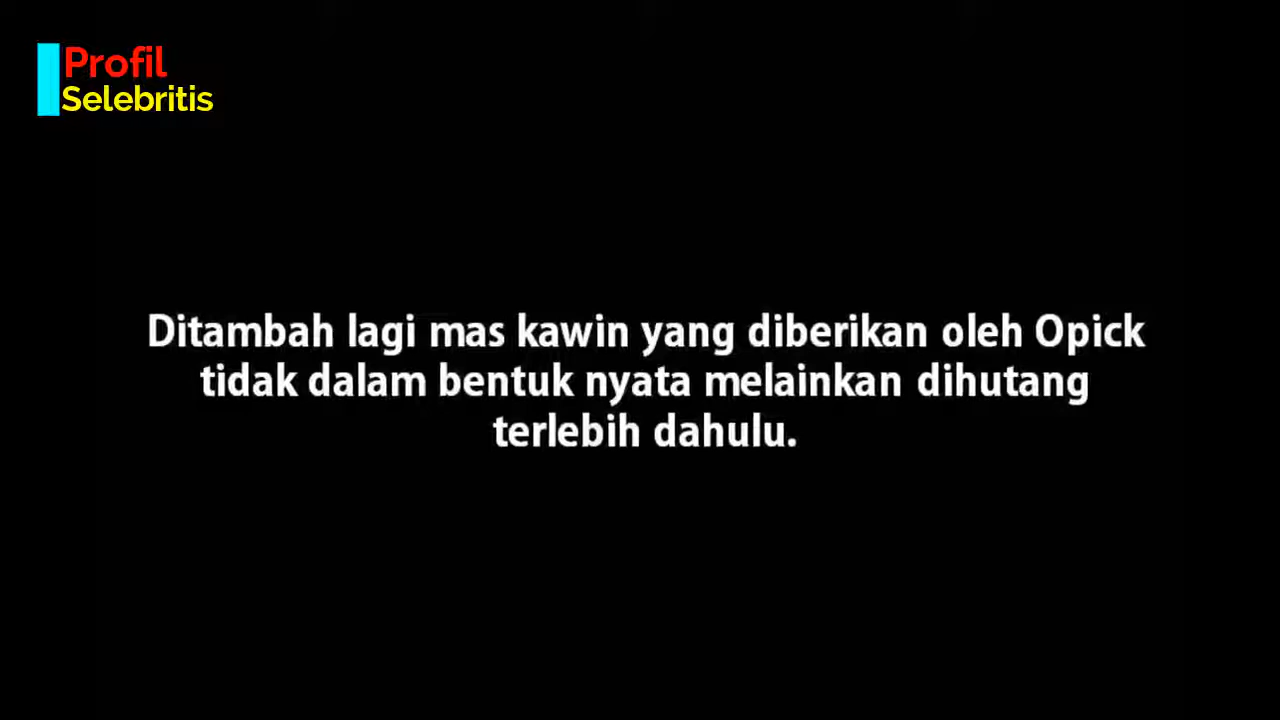 Profil
Selebritis
Ditambah lagi mas kawin yang diberikan oleh Opick
tidak dalam bentuk nyata melainkan dihutang
terlebih dahulu.